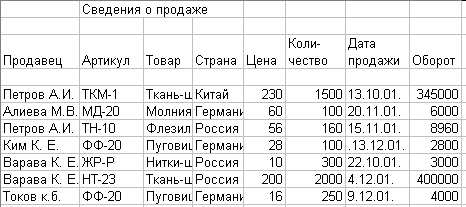 Сведения о продаже
Продавец Артикул Товар Страна Цена Коли-чество Дата продажи Оборот
Петров А.И. ТКМ-1 Ткань-ш Китай 230 1500 13.10.01. 345000
Алиева М.В. МД-20 Молния Германи 60 100 20.11.01. 6000
Петров А.И. ТН-10 Флезил Россия 56 160 15.11.01. 8960
Ким К. Е. ФФ-20 Пуговиц Германи 28 100 .13.12.01. 2800
Варава К. Е. ЖР-Р Нитки-ш Россия 10 300 22.10.01. 3000
Варава К. Е. НТ-23 Ткань-ш Россия 200 2000 4.12.01. 400000
Токов к.б. ФФ-20 Пуговиц Германи 16 250 9.12.01. 4000